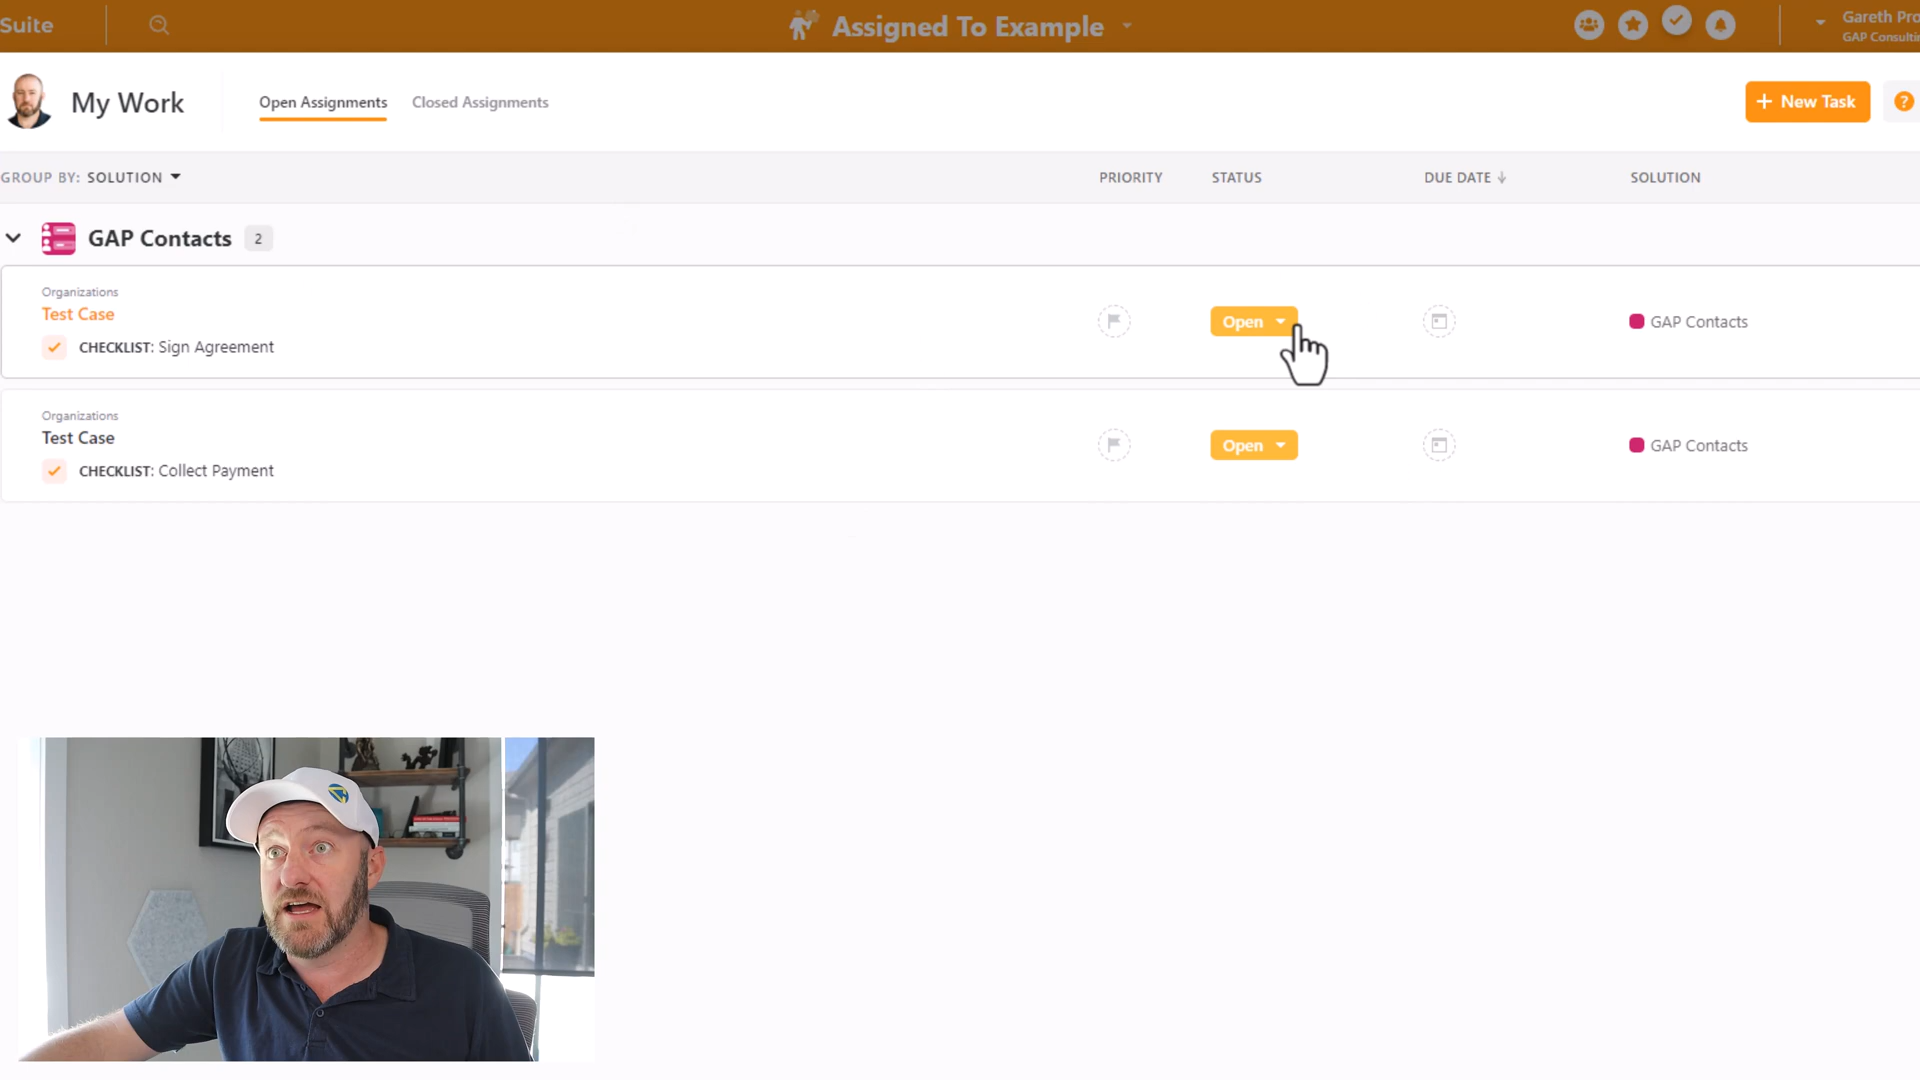 Suite
Assigned To Example
Gareth Pro
GAP Consultin
My Work
Open Assignments
Closed Assignments
+ New Task
?
GROUP BY: SOLUTION
PRIORITY
STATUS
DUE DATE
SOLUTION
GAP Contacts
2
Organizations
Test Case
CHECKLIST: Sign Agreement
Open
GAP Contacts
Organizations
Test Case
CHECKLIST: Collect Payment
Open
GAP Contacts